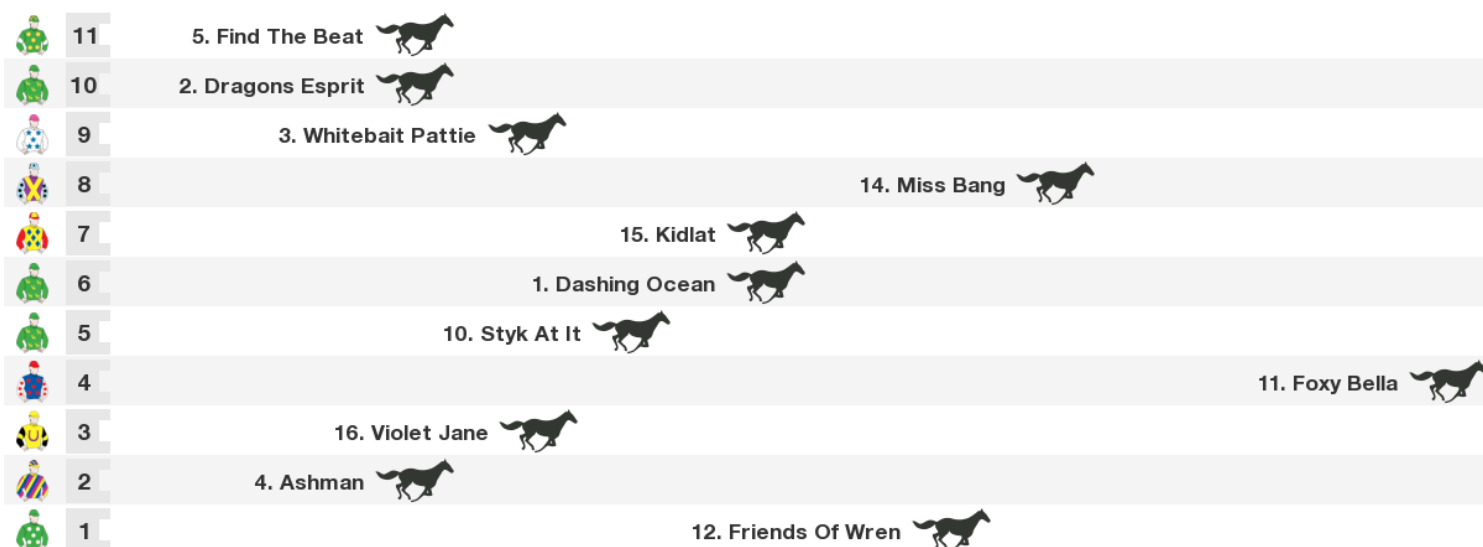 11 5. Find The Beat
10 2. Dragons Esprit
9 3. Whitebait Pattie
8 14. Miss Bang
7 15. Kidlat
6 1. Dashing Ocean
5 10. Styk At It
4 11. Foxy Bella
3 16. Violet Jane
2 4. Ashman
1 12. Friends Of Wren